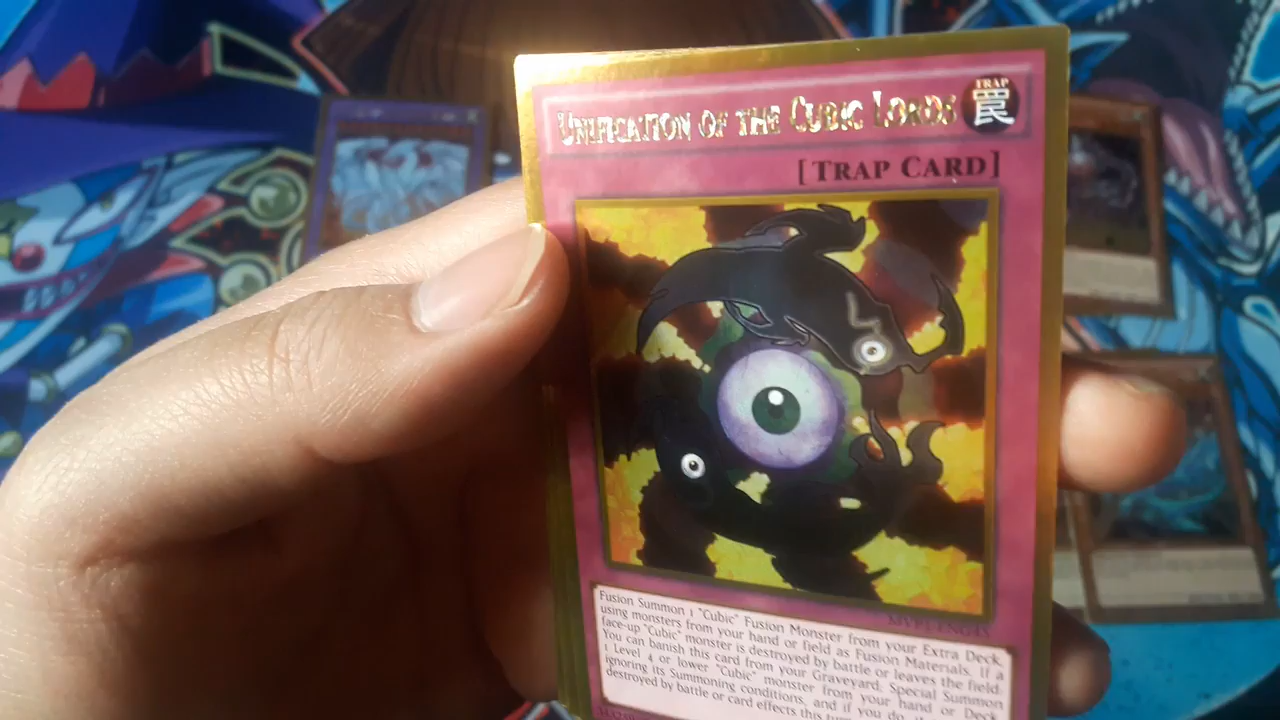 Unification of the Cubic Lords
TRAP
罠
[Trap Card]
MVP1-ENG45
Fusion Summon 1 "Cubic" Fusion Monster from your Extra Deck,
using monsters from your hand or field as Fusion Materials. If a
face-up "Cubic" monster is destroyed by battle or leaves the field:
You can banish this card from your Graveyard; Special Summon
1 Level 4 or lower "Cubic" monster from your hand or Deck
ignoring its Summoning conditions, and if you do,
destroyed by battle or card effects this